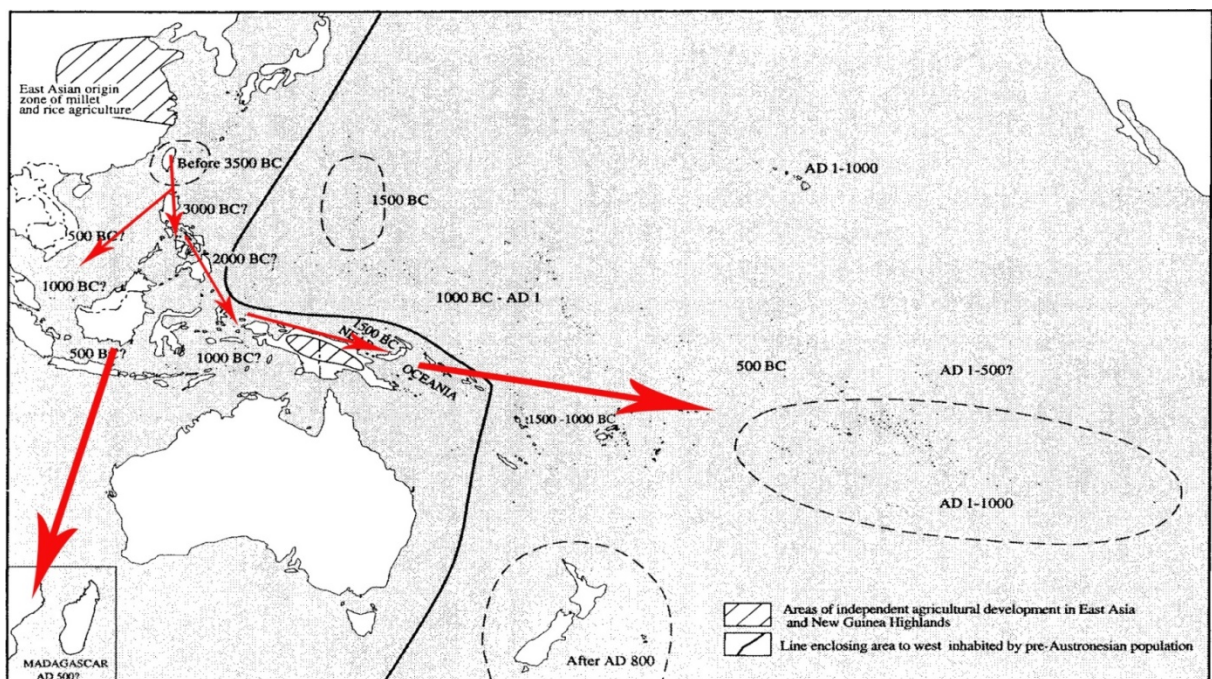 East Asian origin
zone of millet
and rice agriculture
Before 3500 BC
3000 BC?
500 BC?
2000 BC?
1000 BC?
500 BC?
1000 BC?
1500 BC
1000 BC - AD 1
AD 1-1000
1500 BC
OCEANIA
1500 -1000 BC
500 BC
AD 1-500?
AD 1-1000
After AD 800
MADAGASCAR
AD 500?
Areas of independent agricultural development in East Asia
and New Guinea Highlands
Line enclosing area to west inhabited by pre-Austronesian population